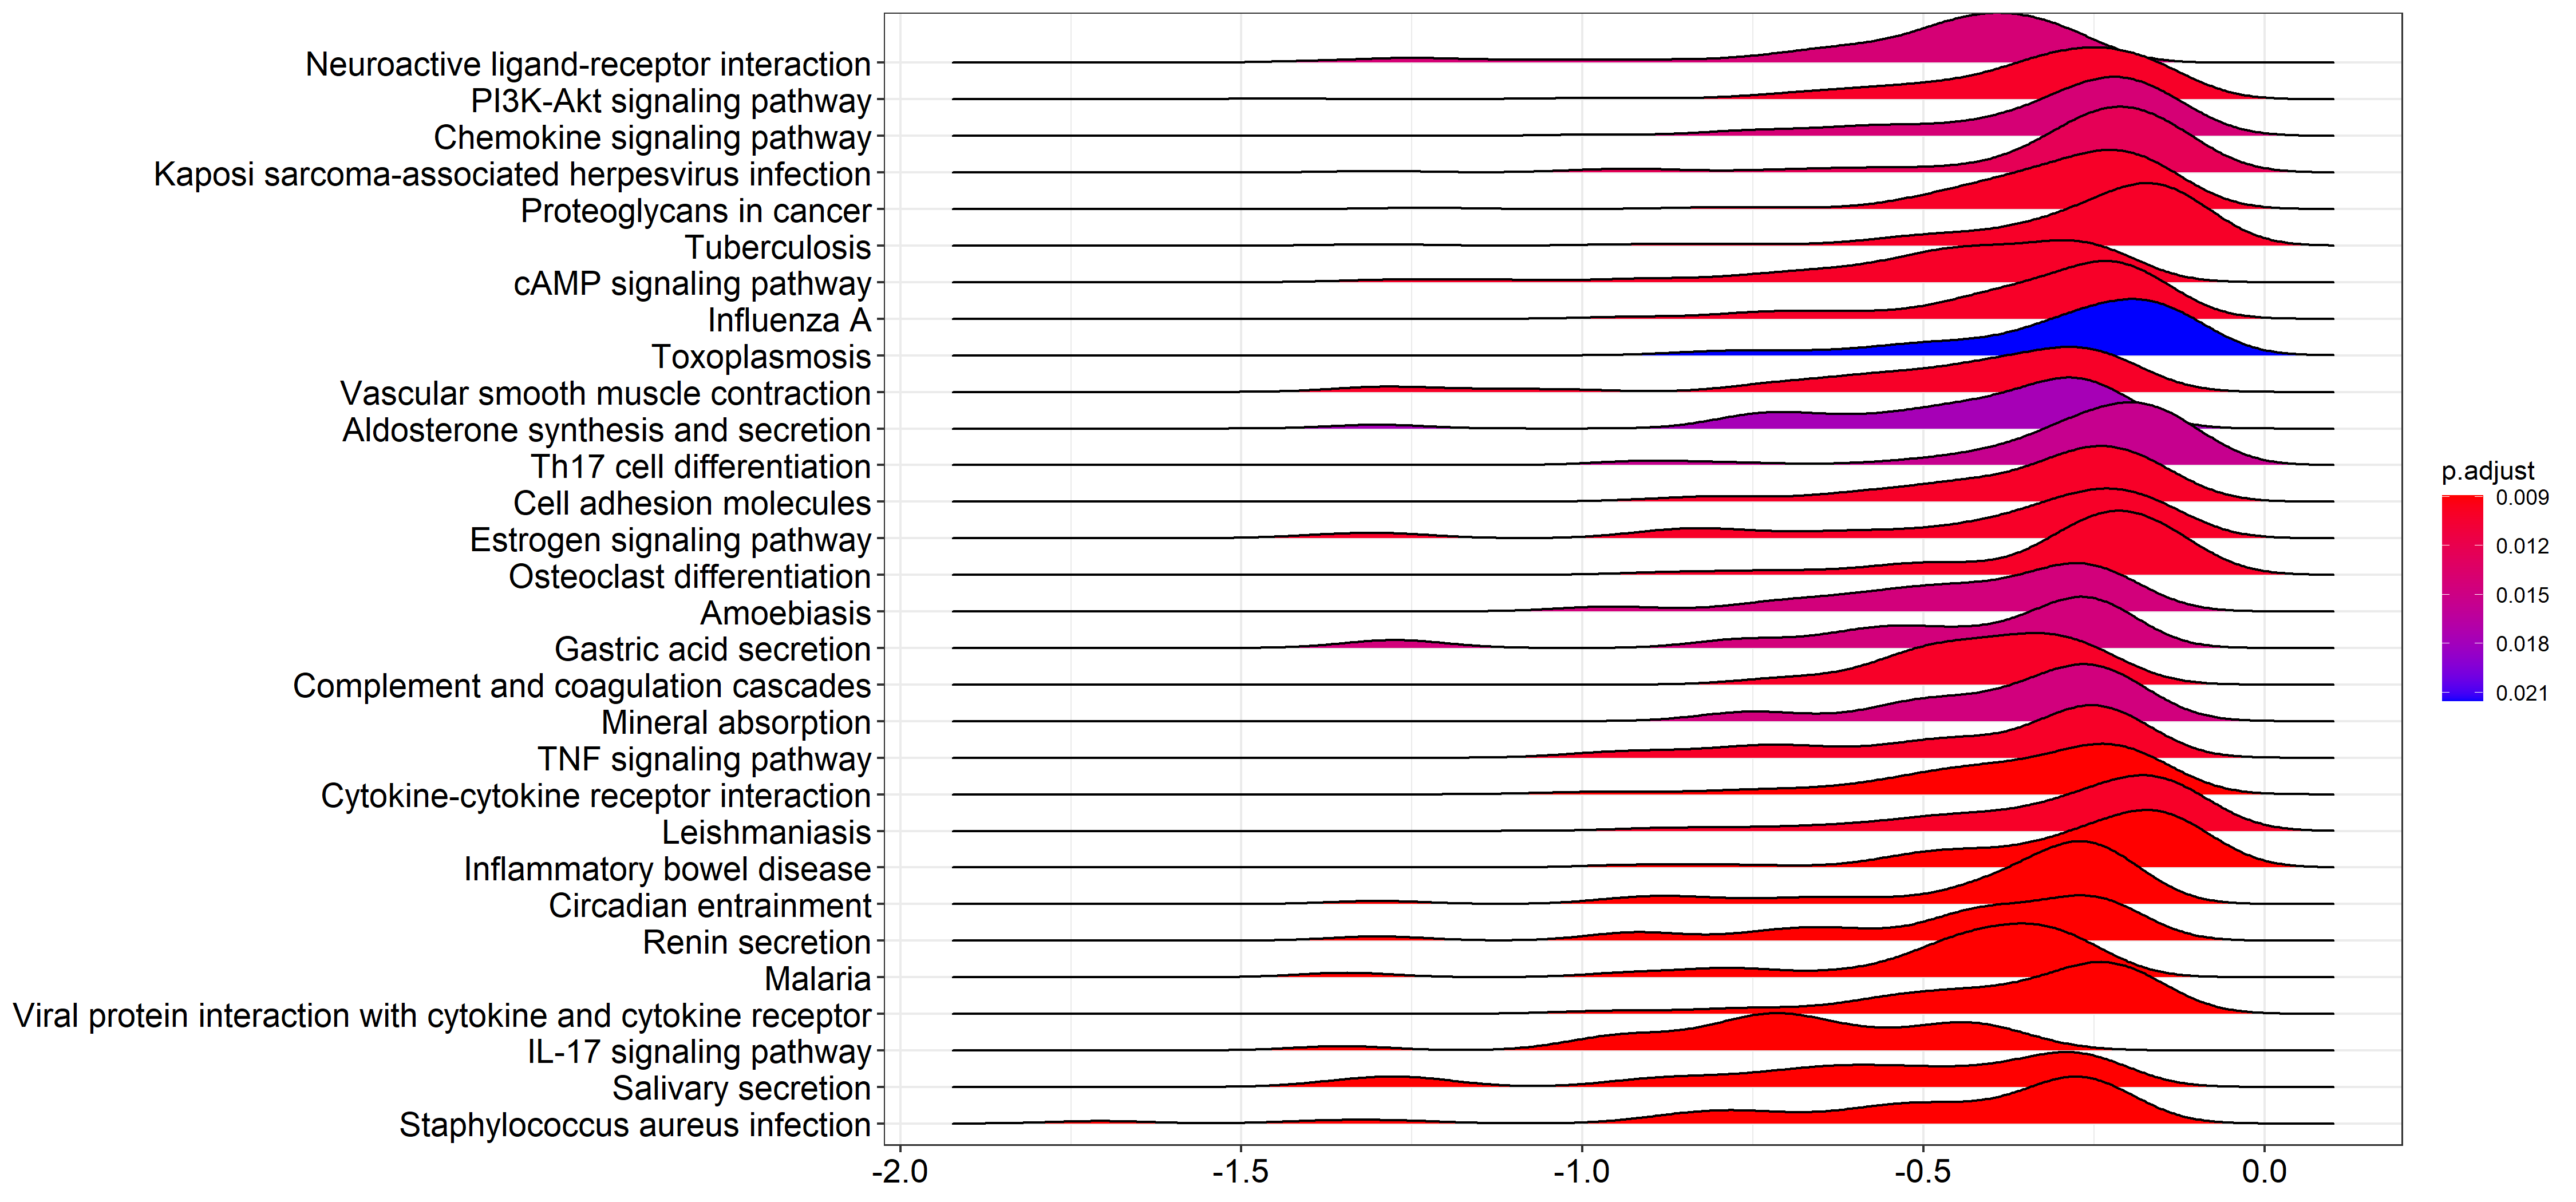 Neuroactive ligand-receptor interaction
PI3K-Akt signaling pathway
Chemokine signaling pathway
Kaposi sarcoma-associated herpesvirus infection
Proteoglycans in cancer
Tuberculosis
cAMP signaling pathway
Influenza A
Toxoplasmosis
Vascular smooth muscle contraction
Aldosterone synthesis and secretion
Th17 cell differentiation
Cell adhesion molecules
Estrogen signaling pathway
Osteoclast differentiation
Amoebiasis
Gastric acid secretion
Complement and coagulation cascades
Mineral absorption
TNF signaling pathway
Cytokine-cytokine receptor interaction
Leishmaniasis
Inflammatory bowel disease
Circadian entrainment
Renin secretion
Malaria
Viral protein interaction with cytokine and cytokine receptor
IL-17 signaling pathway
Salivary secretion
Staphylococcus aureus infection
-2.0 -1.5 -1.0 -0.5 0.0
p.adjust
0.009
0.012
0.015
0.018
0.021